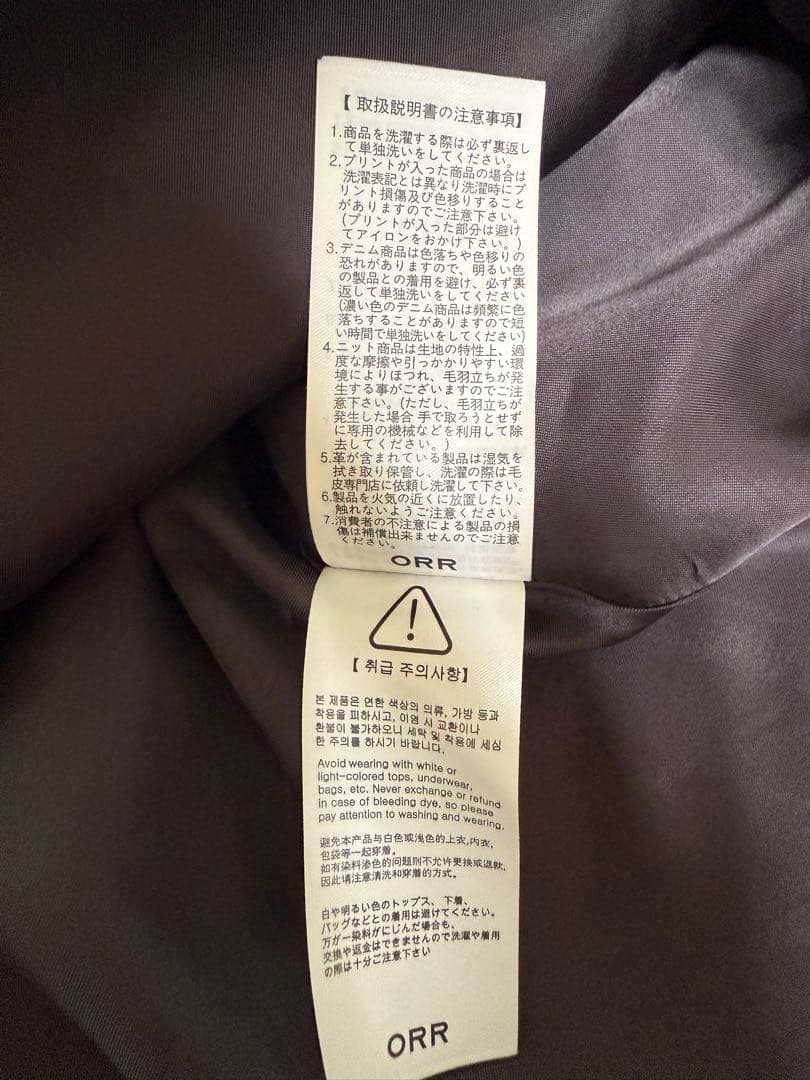 【 取扱説明書の注意事項】
1.商品を洗濯する際は必ず裏返し
て単独洗いをしてください。
2.プリントが入った商品の場合は
洗濯表記とは異なり洗濯時にプ
リント損傷及び色移りすること
がありますのでご注意下さい。
(プリントが入った部分は避け
てアイロンをおかけ下さい。)
3.デニム商品は色落ちや色移りの
恐れがありますので、明るい色
の製品との着用を避け、必ず裏
返して単独洗いをしてください
(濃い色のデニム商品は頻繁に色
落ちすることがありますので短
い時間で単独洗いをしてください)
4.ニット商品は生地の特性上、過
度な摩擦や引っかかりやすい環
境によりほつれ、毛羽立ちが発
生する事がございますのでご注
意下さい。(ただし、毛羽立ちが
発生した場合 手で取ろうとせず
に専用の機械などを利用して除
去してください。)
5.革が含まれている製品は湿気を
拭き取り保管し、洗濯の際は毛
皮専門店に依頼し洗濯して下さい。
6.製品を火気の近くに放置したり、
触れないようご注意ください。
7.消費者の不注意による製品の損
傷は補償出来ませんのでご注意
ください。
ORR
【 취급 주의사항】
본 제품은 연한 색상의 의류, 가방 등과
착용을 피하시고, 이염 시 교환이나
환불이 불가하오니 세탁 및 착용에 세심
한 주의를 하시기 바랍니다.
Avoid wearing with white or
light-colored tops, underwear,
bags, etc. Never exchange or refund
in case of bleeding dye, so please
pay attention to washing and wearing.
避免本产品与白色或浅色的上衣,内衣,
包袋等一起穿着。
如有染料渗色的问题则不允许更换或退款,
因此请注意清洗和穿着的方式。
白や明るい色のトップス、下着、
バッグなどとの着用は避けてください。
万が一染料がにじんだ場合も、
交換や返金はできませんので洗濯や着用
の際は十分ご注意下さい
ORR